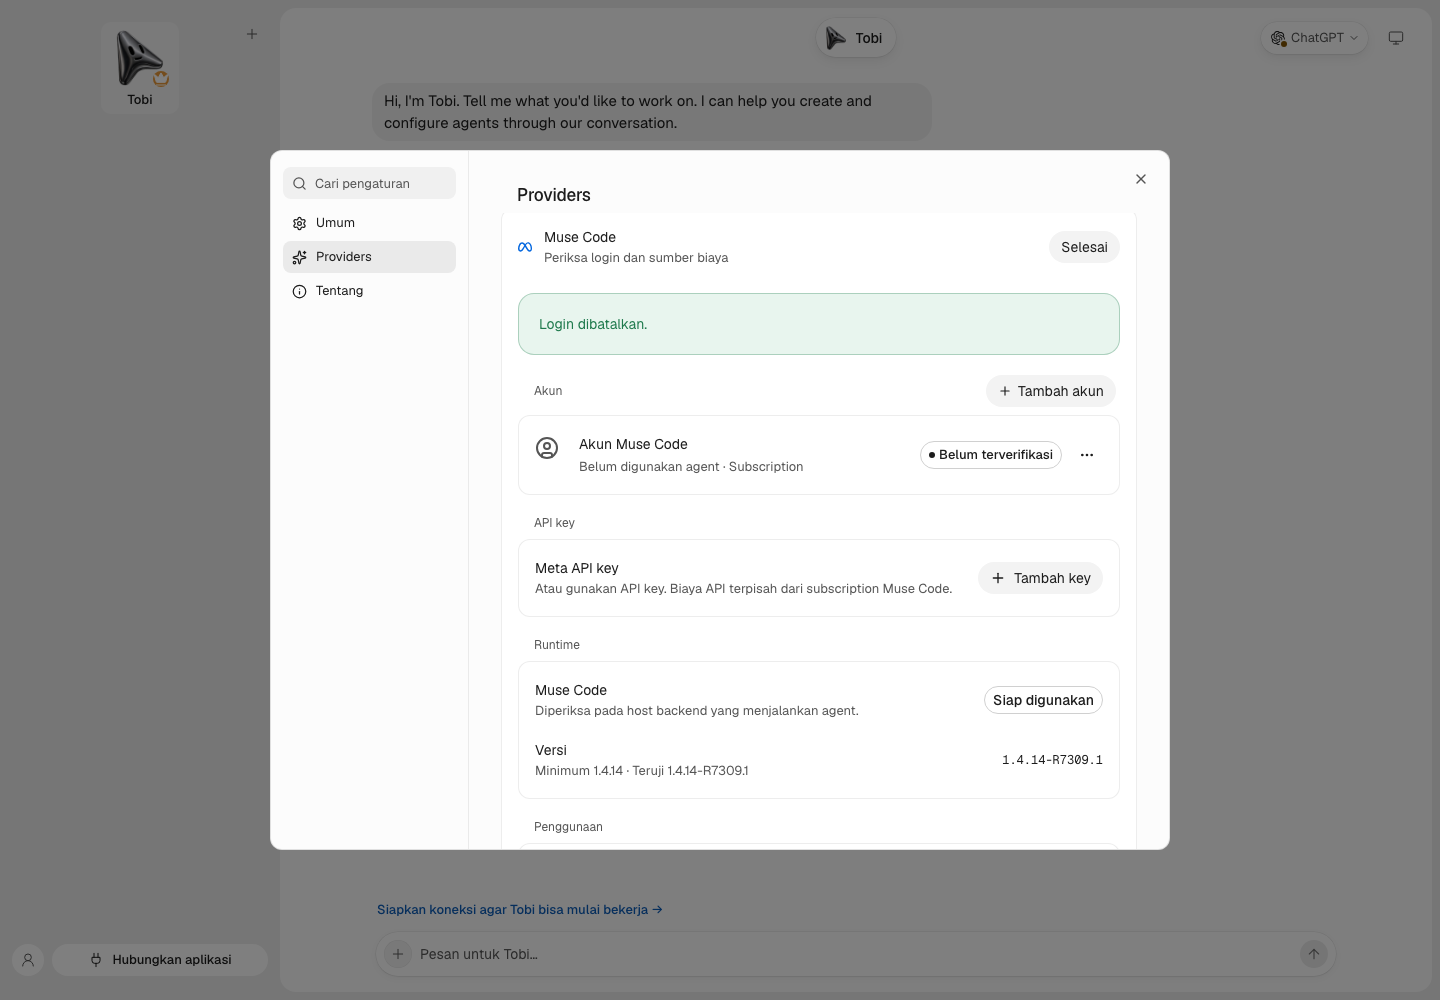 Tobi
Tobi
ChatGPT
Hi, I'm Tobi. Tell me what you'd like to work on. I can help you create and
configure agents through our conversation.
Cari pengaturan
Umum
Providers
Tentang
Providers
Muse Code
Periksa login dan sumber biaya
Selesai
Login dibatalkan.
Akun
Tambah akun
Akun Muse Code
Belum digunakan agent · Subscription
Belum terverifikasi
API key
Meta API key
Atau gunakan API key. Biaya API terpisah dari subscription Muse Code.
Tambah key
Runtime
Muse Code
Diperiksa pada host backend yang menjalankan agent.
Siap digunakan
Versi
Minimum 1.4.14 · Teruji 1.4.14-R7309.1
1.4.14-R7309.1
Penggunaan
Siapkan koneksi agar Tobi bisa mulai bekerja →
Hubungkan aplikasi
Pesan untuk Tobi...